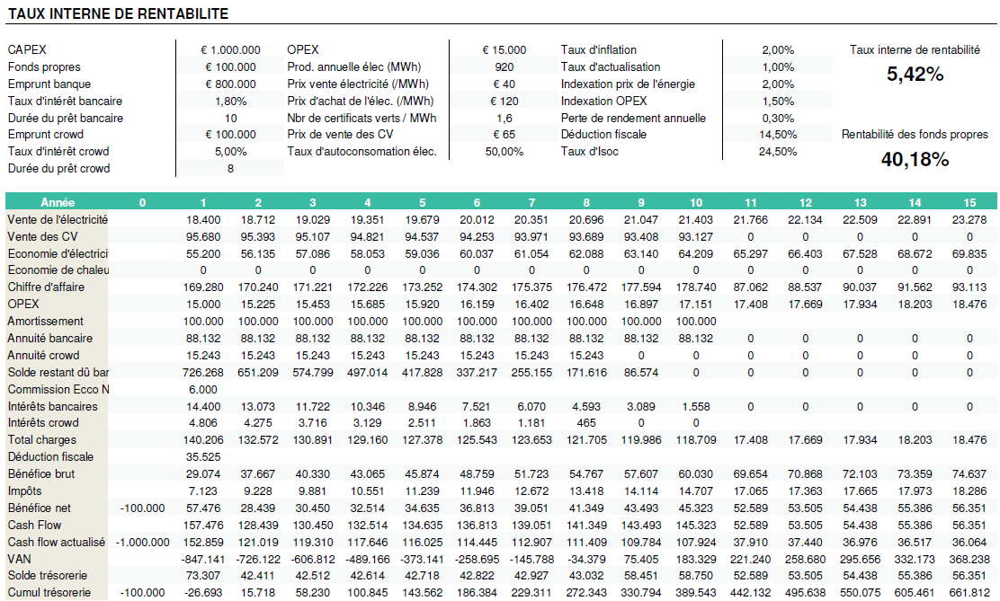 TAUX INTERNE DE RENTABILITE
CAPEX € 1.000.000 OPEX € 15.000 Taux d'inflation 2,00% Taux interne de rentabilité
Fonds propres € 100.000 Prod. annuelle élec (MWh) 920 Taux d'actualisation 1,00% 5,42%
Emprunt banque € 800.000 Prix vente électricité (/MWh) € 40 Indexation prix de l'énergie 2,00%
Taux d'intérêt bancaire 1,80% Prix d'achat de l'élec. (/MWh) € 120 Indexation OPEX 1,50%
Durée du prêt bancaire 10 Nbr de certificats verts / MWh 1,6 Perte de rendement annuelle 0,30%
Emprunt crowd € 100.000 Prix de vente des CV € 65 Déduction fiscale 14,50% Rentabilité des fonds propres
Taux d'intérêt crowd 5,00% Taux d'autoconsomation élec. 50,00% Taux d'Isoc 24,50% 40,18%
Durée du prêt crowd 8
Année 0 1 2 3 4 5 6 7 8 9 10 11 12 13 14 15
Vente de l'électricité 18.400 18.712 19.029 19.351 19.679 20.012 20.351 20.696 21.047 21.403 21.766 22.134 22.509 22.891 23.278
Vente des CV 95.680 95.393 95.107 94.821 94.537 94.253 93.971 93.689 93.408 93.127 0 0 0 0 0
Economie d'électrici 55.200 56.135 57.086 58.053 59.036 60.037 61.054 62.088 63.140 64.209 65.297 66.403 67.528 68.672 69.835
Economie de chaleu 0 0 0 0 0 0 0 0 0 0 0 0 0 0 0
Chiffre d'affaire 169.280 170.240 171.221 172.226 173.252 174.302 175.375 176.472 177.594 178.740 87.062 88.537 90.037 91.562 93.113
OPEX 15.000 15.225 15.453 15.685 15.920 16.159 16.402 16.648 16.897 17.151 17.408 17.669 17.934 18.203 18.476
Amortissement 100.000 100.000 100.000 100.000 100.000 100.000 100.000 100.000 100.000 100.000
Annuité bancaire 88.132 88.132 88.132 88.132 88.132 88.132 88.132 88.132 88.132 88.132 0 0 0 0 0
Annuité crowd 15.243 15.243 15.243 15.243 15.243 15.243 15.243 15.243 0 0 0 0 0 0 0
Solde restant dû bar 726.268 651.209 574.799 497.014 417.828 337.217 255.155 171.616 86.574 0 0 0 0 0 0
Commission Ecco N 6.000
Intérêts bancaires 14.400 13.073 11.722 10.346 8.946 7.521 6.070 4.593 3.089 1.558 0 0 0 0 0
Intérêts crowd 4.806 4.275 3.716 3.129 2.511 1.863 1.181 465 0 0
Total charges 140.206 132.572 130.891 129.160 127.378 125.543 123.653 121.705 119.986 118.709 17.408 17.669 17.934 18.203 18.476
Déduction fiscale 35.525
Bénéfice brut 29.074 37.667 40.330 43.065 45.874 48.759 51.723 54.767 57.607 60.030 69.654 70.868 72.103 73.359 74.637
Impôts 7.123 9.228 9.881 10.551 11.239 11.946 12.672 13.418 14.114 14.707 17.065 17.363 17.665 17.973 18.286
Bénéfice net -100.000 57.476 28.439 30.450 32.514 34.635 36.813 39.051 41.349 43.493 45.323 52.589 53.505 54.438 55.386 56.351
Cash Flow 157.476 128.439 130.450 132.514 134.635 136.813 139.051 141.349 143.493 145.323 52.589 53.505 54.438 55.386 56.351
Cash flow actualisé -1.000.000 152.859 121.019 119.310 117.646 116.025 114.445 112.907 111.409 109.784 107.924 37.910 37.440 36.976 36.517 36.064
VAN -847.141 -726.122 -606.812 -489.166 -373.141 -258.695 -145.788 -34.379 75.405 183.329 221.240 258.680 295.656 332.173 368.238
Solde trésorerie 73.307 42.411 42.512 42.614 42.718 42.822 42.927 43.032 58.451 58.750 52.589 53.505 54.438 55.386 56.351
Cumul trésorerie -100.000 -26.693 15.718 58.230 100.845 143.562 186.384 229.311 272.343 330.794 389.543 442.132 495.638 550.075 605.461 661.812